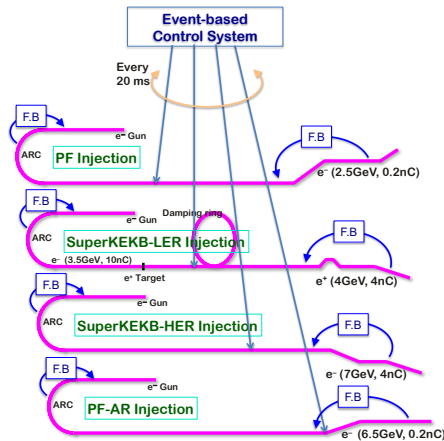 Event-based
Control System
Every
20 ms
F.B
e⁻ Gun
ARC
PF Injection
F.B
e⁻ (2.5GeV, 0.2nC)
F.B
e⁻ Gun
Damping ring
ARC
SuperKEKB-LER Injection
F.B
e⁻ (3.5GeV, 10nC)
e⁺ Target
e⁺ (4GeV, 4nC)
F.B
e⁻ Gun
ARC
SuperKEKB-HER Injection
F.B
e⁻ (7GeV, 4nC)
F.B
e⁻ Gun
ARC
PF-AR Injection
F.B
e⁻ (6.5GeV, 0.2nC)